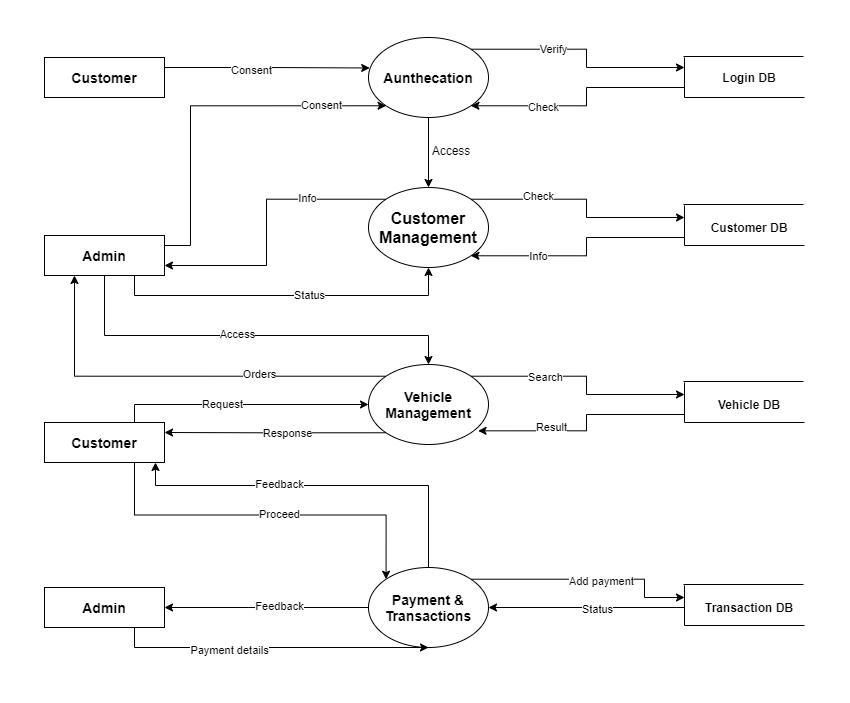 Verify
Customer
Consent
Aunthecation
Login DB
Consent
Check
Access
Info
Check
Customer
Management
Customer DB
Admin
Info
Status
Access
Orders
Search
Vehicle
Management
Vehicle DB
Request
Result
Customer
Response
Feedback
Proceed
Add payment
Admin
Feedback
Payment &
Transactions
Status
Transaction DB
Payment details